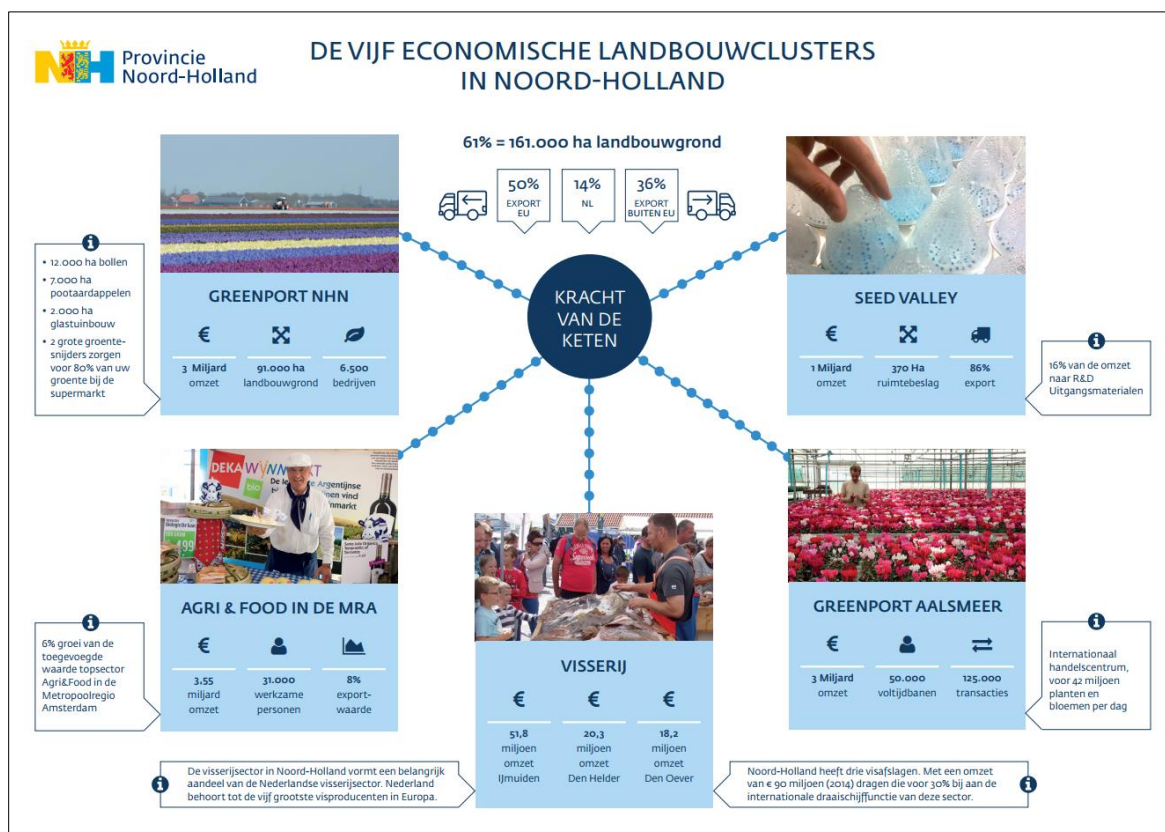 Provincie
Noord-Holland
DE VIJF ECONOMISCHE LANDBOUWCLUSTERS
IN NOORD-HOLLAND
61% = 161.000 ha landbouwgrond
50%
EXPORT
EU
14%
NL
36%
EXPORT
BUITEN EU
KRACHT
VAN DE
KETEN
• 12.000 ha bollen
• 7.000 ha
pootaardappelen
• 2.000 ha
glastuinbouw
• 2 grote groente-
snijders zorgen
voor 80% van uw
groente bij de
supermarkt
GREENPORT NHN
€
3 Miljard
omzet
91.000 ha
landbouwgrond
6.500
bedrijven
SEED VALLEY
€
1 Miljard
omzet
370 Ha
ruimtebeslag
86%
export
16% van de omzet
naar R&D
Uitgangsmaterialen
DEKA
bio
499
6% groei van de
toegevoegde
waarde topsector
Agri&Food in de
Metropoolregio
Amsterdam
AGRI & FOOD IN DE MRA
€
3,55
miljard
omzet
31.000
werkzame
personen
8%
export-
waarde
VISSERIJ
€
51,8
miljoen
omzet
IJmuiden
€
20,3
miljoen
omzet
Den Helder
€
18,2
miljoen
omzet
Den Oever
GREENPORT AALSMEER
€
3 Miljard
omzet
50.000
voltijdbanen
125.000
transacties
Internationaal
handelscentrum,
voor 42 miljoen
planten en
bloemen per dag
De visserijsector in Noord-Holland vormt een belangrijk
aandeel van de Nederlandse visserijsector. Nederland
behoort tot de vijf grootste visproducenten in Europa.
Noord-Holland heeft drie visafslagen. Met een omzet
van € 90 miljoen (2014) dragen die voor 30% bij aan de
internationale draaischijffunctie van deze sector.